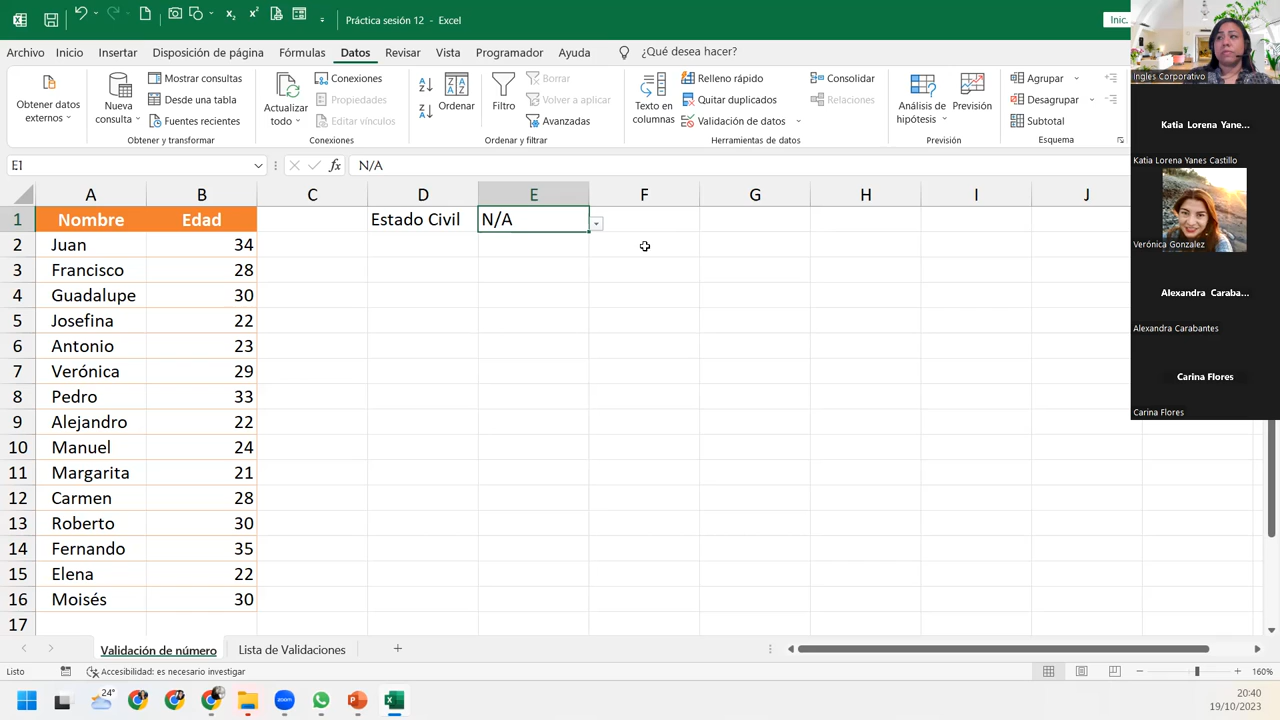 Práctica sesión 12 - Excel
Inic.
Archivo Inicio Insertar Disposición de página Fórmulas Datos Revisar Vista Programador Ayuda ¿Qué desea hacer?
Obtener datos externos
Nueva consulta
Mostrar consultas
Desde una tabla
Fuentes recientes
Obtener y transformar
Actualizar todo
Conexiones
Propiedades
Editar vínculos
Conexiones
Ordenar
Filtro
Borrar
Volver a aplicar
Avanzadas
Ordenar y filtrar
Texto en columnas
Relleno rápido
Quitar duplicados
Validación de datos
Consolidar
Relaciones
Herramientas de datos
Análisis de hipótesis
Previsión
Previsión
Agrupar
Desagrupar
Subtotal
Esquema
E1 fx N/A
A B C D E F G H I J
1 Nombre Edad Estado Civil N/A
2 Juan 34
3 Francisco 28
4 Guadalupe 30
5 Josefina 22
6 Antonio 23
7 Verónica 29
8 Pedro 33
9 Alejandro 22
10 Manuel 24
11 Margarita 21
12 Carmen 28
13 Roberto 30
14 Fernando 35
15 Elena 22
16 Moisés 30
17
Validación de número Lista de Validaciones
Listo Accesibilidad: es necesario investigar 160%
24°
zoom
20:40
19/10/2023
Ingles Corporativo
Katia Lorena Yane...
Katia Lorena Yanes Castillo
Verónica Gonzalez
Alexandra Caraba...
Alexandra Carabantes
Carina Flores
Carina Flores